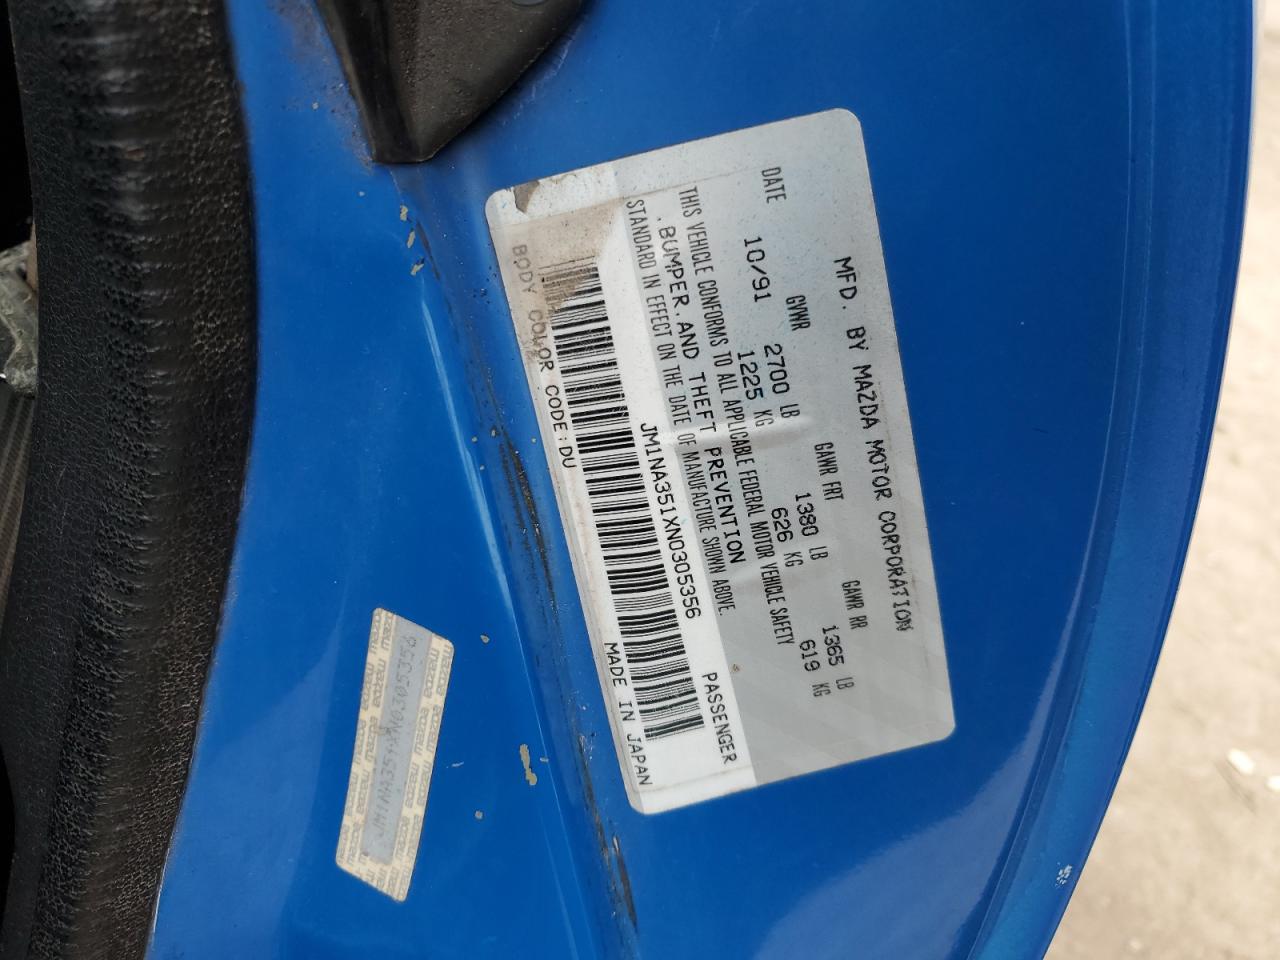 MFD. BY MAZDA MOTOR CORPORATION
DATE GVWR GAWR FRT GAWR RR
10/91 2700 LB 1380 LB 1365 LB
1225 KG 626 KG 619 KG
THIS VEHICLE CONFORMS TO ALL APPLICABLE FEDERAL MOTOR VEHICLE SAFETY
,BUMPER,AND THEFT PREVENTION
STANDARD IN EFFECT ON THE DATE OF MANUFACTURE SHOWN ABOVE.
JM1NA351XN0305356 PASSENGER
BODY COLOR CODE:DU MADE IN JAPAN
JM1NA351XN0305356